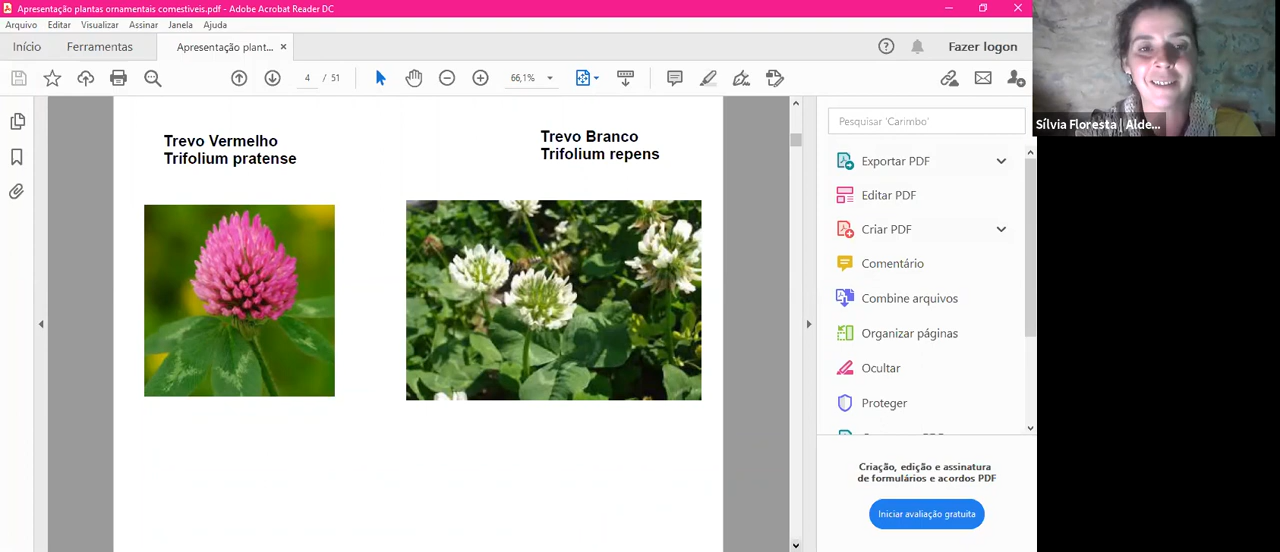 Apresentação plantas ornamentais comestiveis.pdf - Adobe Acrobat Reader DC
Arquivo Editar Visualizar Assinar Janela Ajuda
Início Ferramentas Apresentação plant... Fazer logon
4 / 51 66,1%
Sílvia Floresta | Alde...
Trevo Vermelho
Trifolium pratense
Trevo Branco
Trifolium repens
Pesquisar 'Carimbo'
Exportar PDF
Editar PDF
Criar PDF
Comentário
Combine arquivos
Organizar páginas
Ocultar
Proteger
Criação, edição e assinatura
de formulários e acordos PDF
Iniciar avaliação gratuita